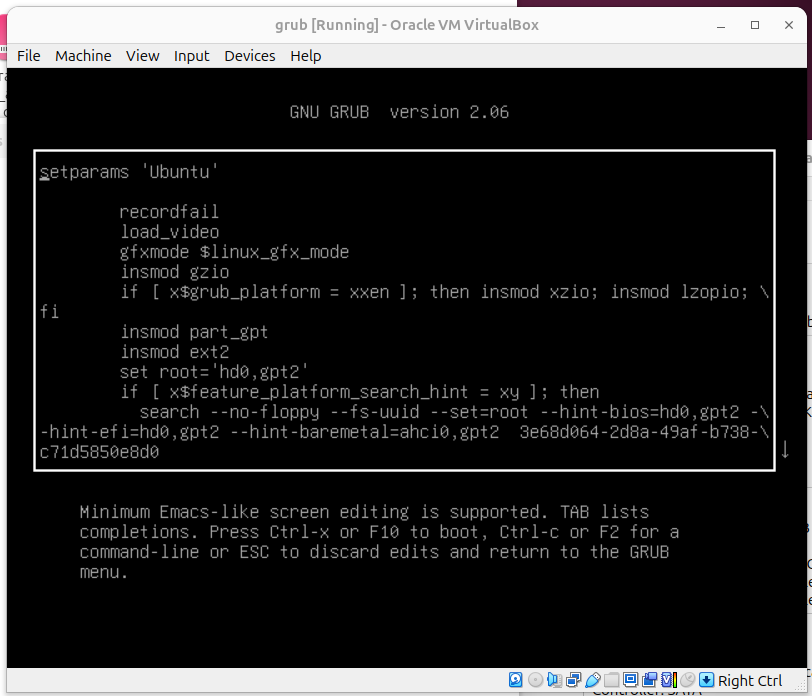 grub [Running] - Oracle VM VirtualBox
File Machine View Input Devices Help
GNU GRUB version 2.06
setparams 'Ubuntu'
recordfail
load_video
gfxmode $linux_gfx_mode
insmod gzio
if [ x$grub_platform = xxen ]; then insmod xzio; insmod lzopio; \
fi
insmod part_gpt
insmod ext2
set root='hd0,gpt2'
if [ x$feature_platform_search_hint = xy ]; then
search --no-floppy --fs-uuid --set=root --hint-bios=hd0,gpt2 -\
-hint-efi=hd0,gpt2 --hint-baremetal=ahci0,gpt2 3e68d064-2d8a-49af-b738-\
c71d5850e8d0
Minimum Emacs-like screen editing is supported. TAB lists
completions. Press Ctrl-x or F10 to boot, Ctrl-c or F2 for a
command-line or ESC to discard edits and return to the GRUB
menu.
Right Ctrl